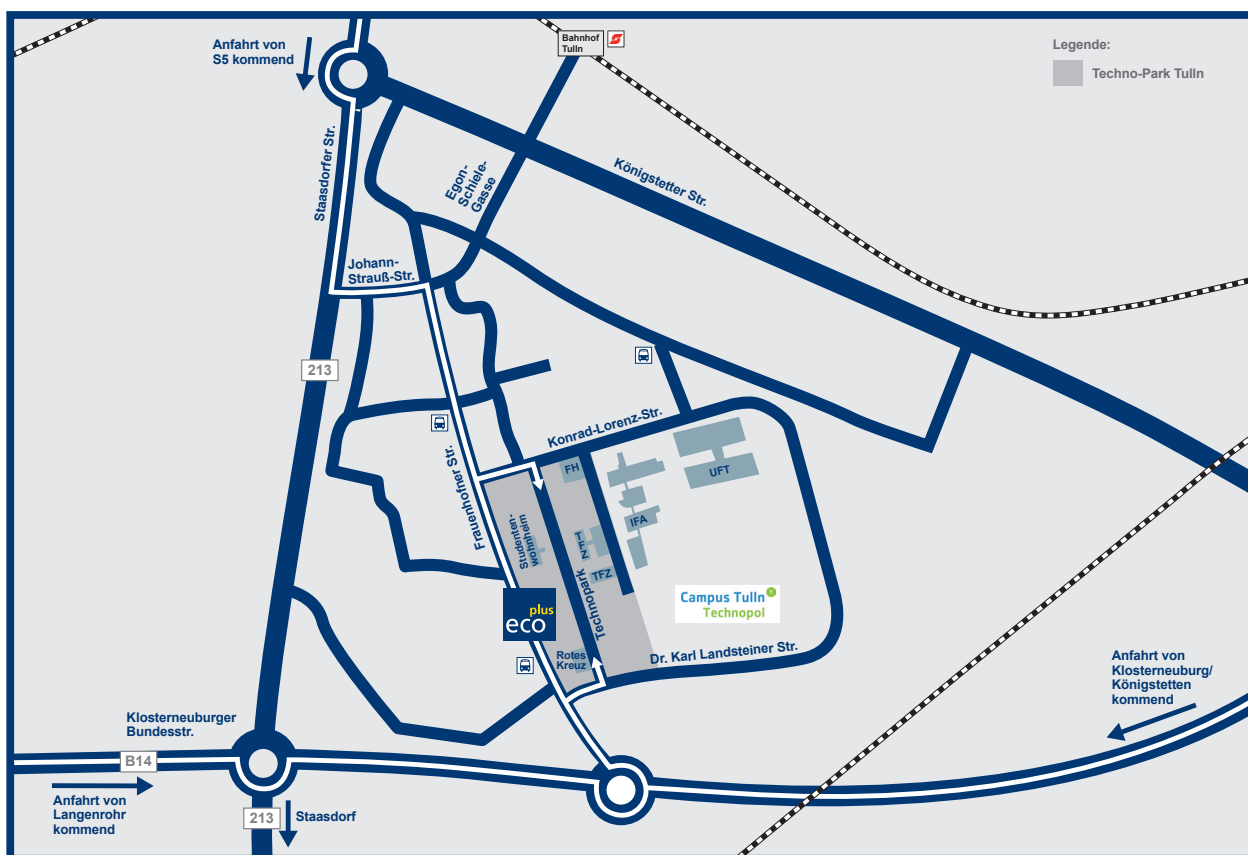 Anfahrt von
S5 kommend
Bahnhof
Tulln
Legende:
Techno-Park Tulln
Staasdorfer Str.
Egon-
Schiele-
Gasse
Königstetter Str.
Johann-
Strauß-Str.
213
Konrad-Lorenz-Str.
Frauenhofner Str.
FH
UFT
IFA
Studenten-
wohnheim
TFZ
Technopark
plus
eco
Campus Tulln
Technopol
Rotes
Kreuz
Dr. Karl Landsteiner Str.
Anfahrt von
Klosterneuburg/
Königstetten
kommend
Klosterneuburger
Bundesstr.
B14
Anfahrt von
Langenrohr
kommend
213
Staasdorf